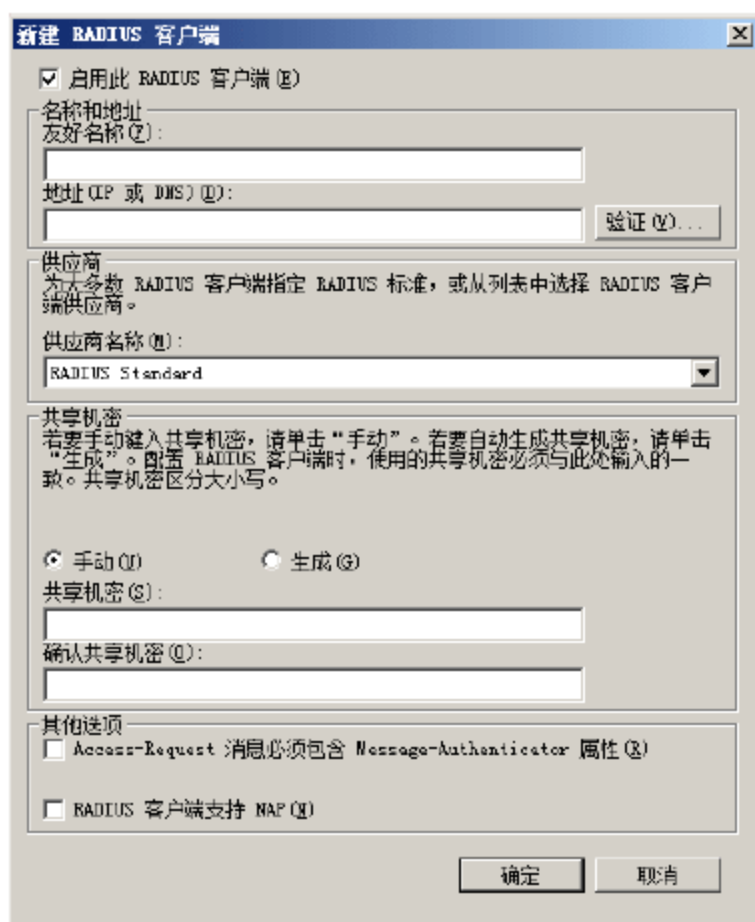 新建 RADIUS 客户端
启用此 RADIUS 客户端(E)
名称和地址
友好名称(F):
地址(IP 或 DNS)(D):
验证(V)...
供应商
为大多数 RADIUS 客户端指定 RADIUS 标准，或从列表中选择 RADIUS 客户
端供应商。
供应商名称(M):
RADIUS Standard
共享机密
若要手动键入共享机密，请单击“手动”。若要自动生成共享机密，请单击
“生成”。配置 RADIUS 客户端时，使用的共享机密必须与此处输入的一
致。共享机密区分大小写。
手动(U) 生成(G)
共享机密(S):
确认共享机密(O):
其他选项
Access-Request 消息必须包含 Message-Authenticator 属性(R)
RADIUS 客户端支持 NAP(N)
确定 取消